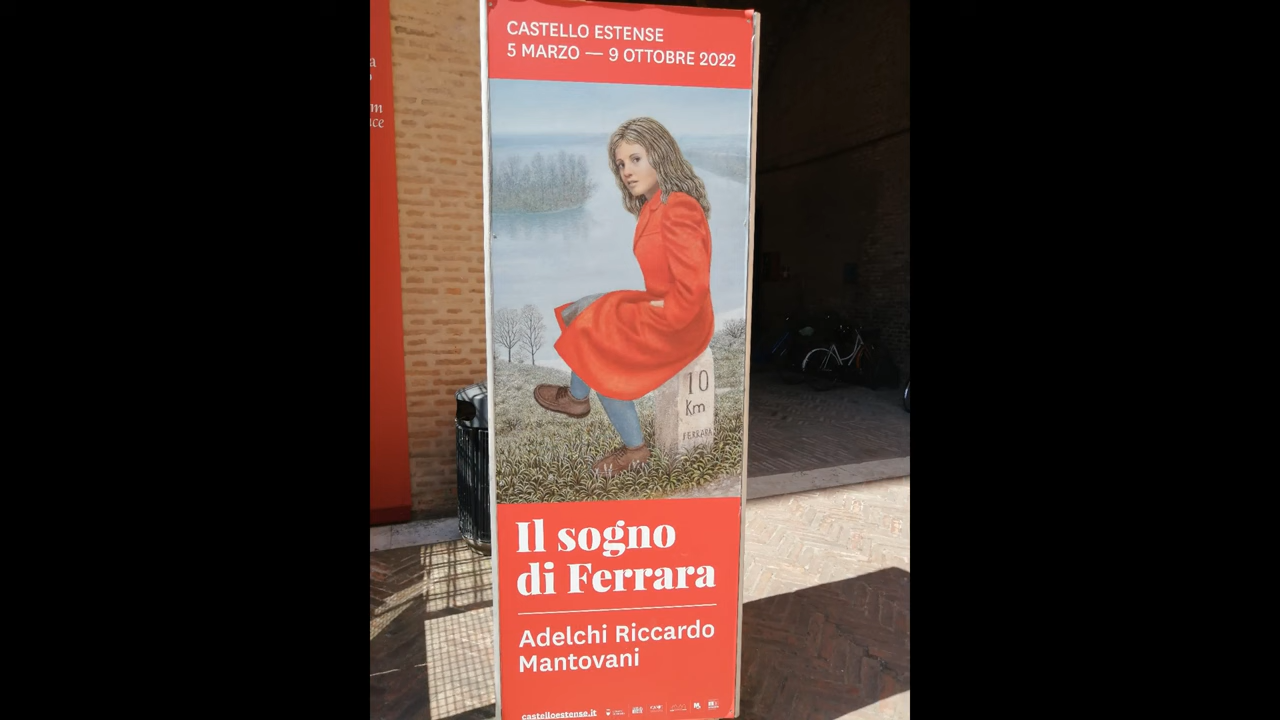 CASTELLO ESTENSE
5 MARZO — 9 OTTOBRE 2022
10
Km
FERRARA
Il sogno
di Ferrara
Adelchi Riccardo
Mantovani
castelloestense.it